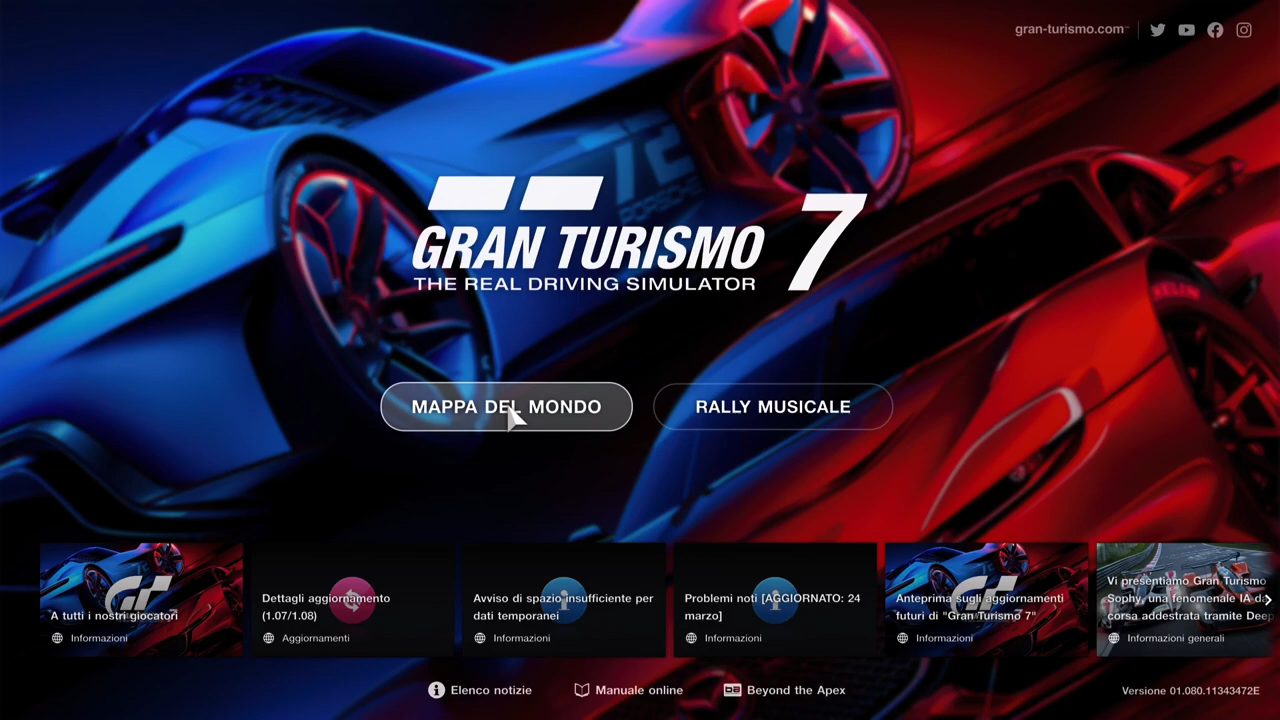 gran-turismo.com
72
PORSCHE
GRAN TURISMO 7
THE REAL DRIVING SIMULATOR
MAPPA DEL MONDO
RALLY MUSICALE
A tutti i nostri giocatori
Informazioni
Dettagli aggiornamento
(1.07/1.08)
Aggiornamenti
Avviso di spazio insufficiente per
dati temporanei
Informazioni
Problemi noti [AGGIORNATO: 24
marzo]
Informazioni
Anteprima sugli aggiornamenti
futuri di "Gran Turismo 7"
Informazioni
Vi presentiamo Gran Turismo
Sophy, una fenomenale IA da
corsa addestrata tramite Deep
Informazioni generali
Elenco notizie
Manuale online
Beyond the Apex
Versione 01.080.11343472E